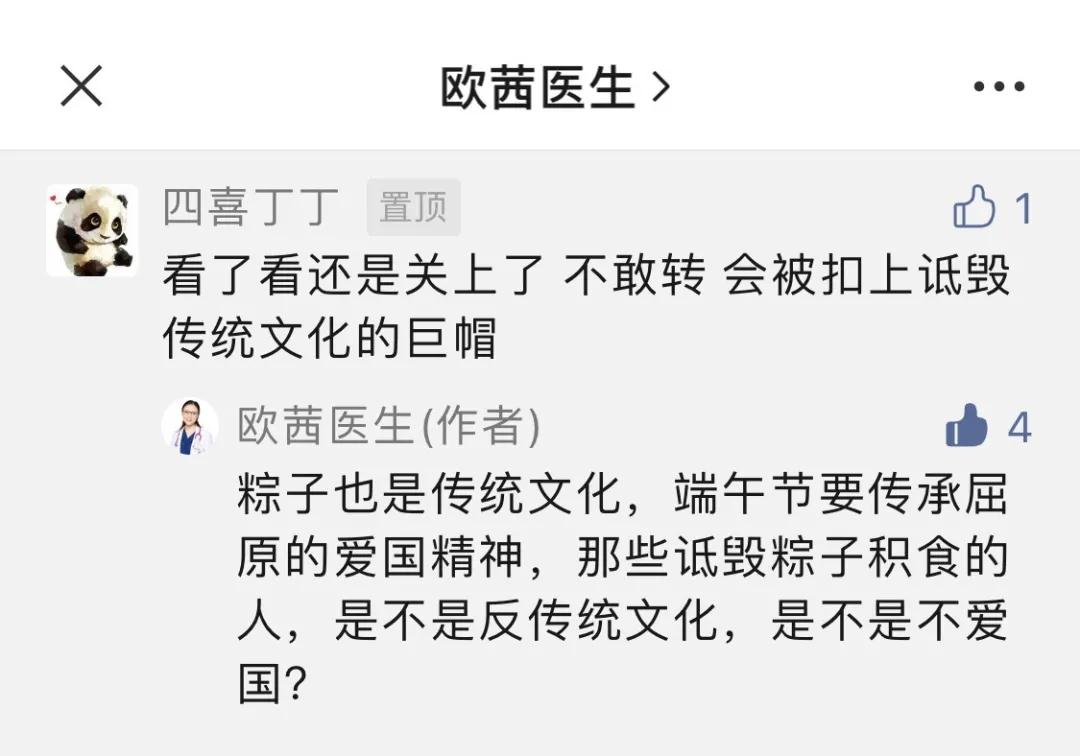 欧茜医生
四喜丁丁 置顶 1
看了看还是关上了 不敢转 会被扣上诋毁
传统文化的巨帽
欧茜医生(作者) 4
粽子也是传统文化，端午节要传承屈
原的爱国精神，那些诋毁粽子积食的
人，是不是反传统文化，是不是不爱
国？